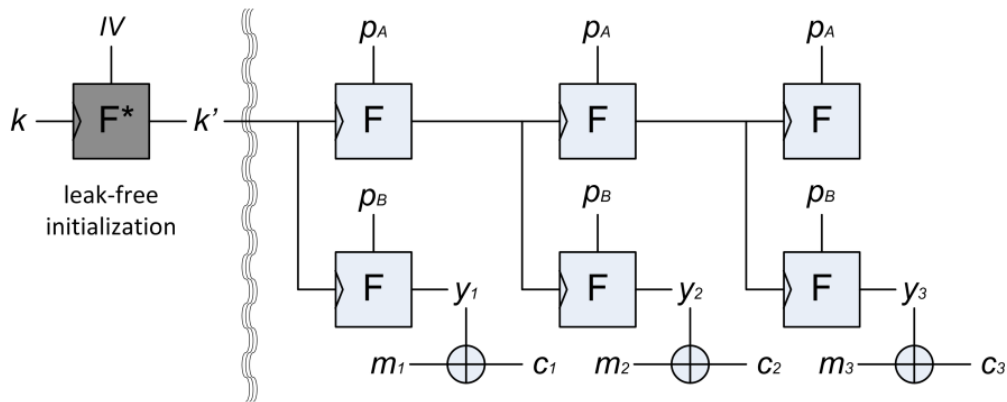 IV pA pA pA
k F* k' F F F
leak-free
initialization
pB pB pB
F y1 F y2 F y3
m1 c1 m2 c2 m3 c3